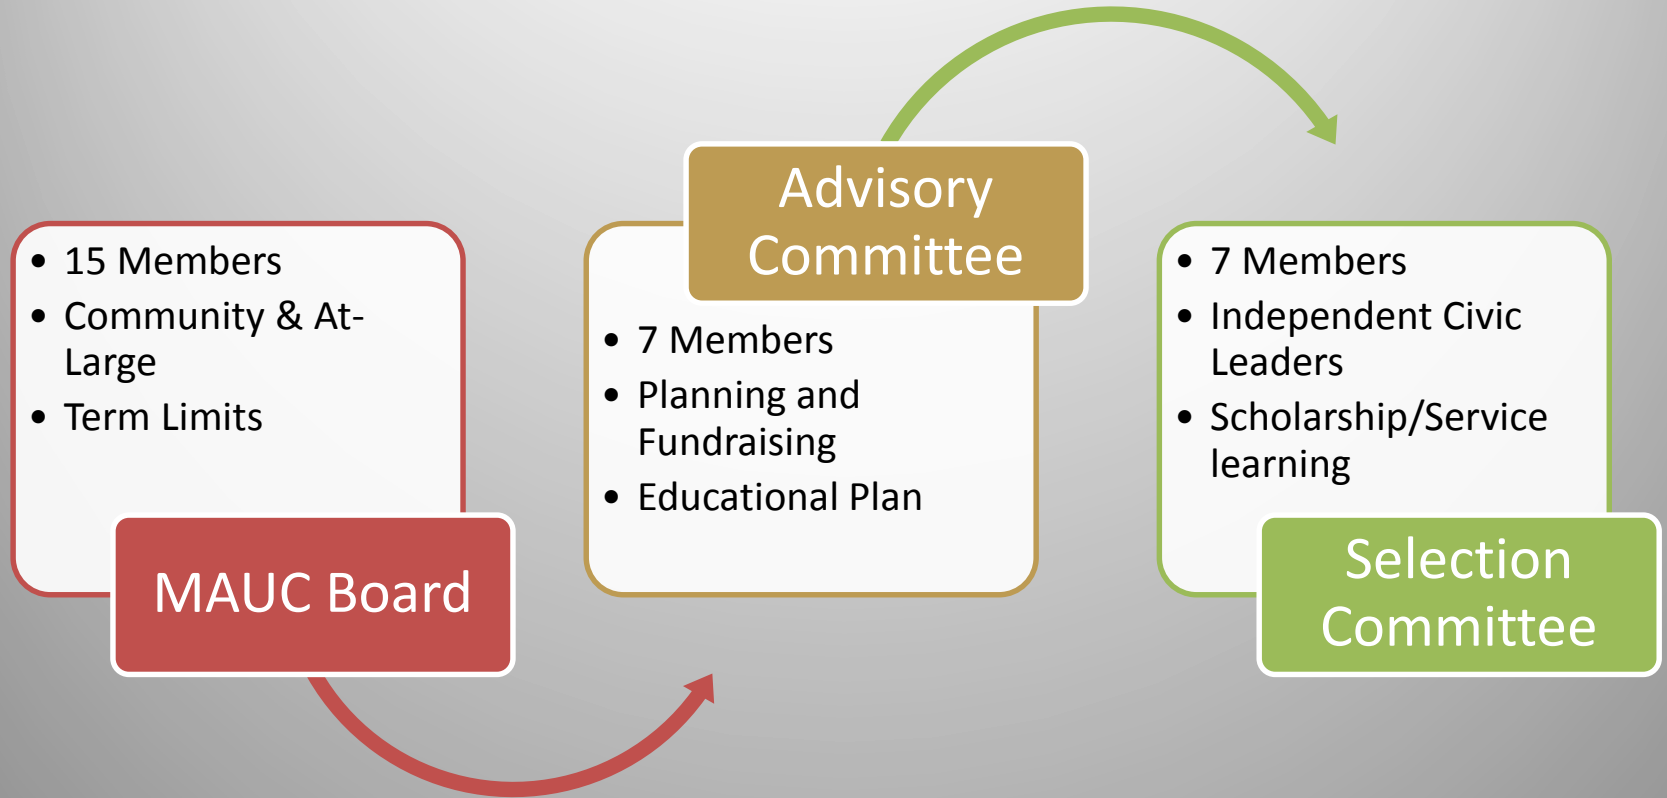 • 15 Members
• Community & At-
Large
• Term Limits
MAUC Board
Advisory
Committee
• 7 Members
• Planning and
Fundraising
• Educational Plan
• 7 Members
• Independent Civic
Leaders
• Scholarship/Service
learning
Selection
Committee